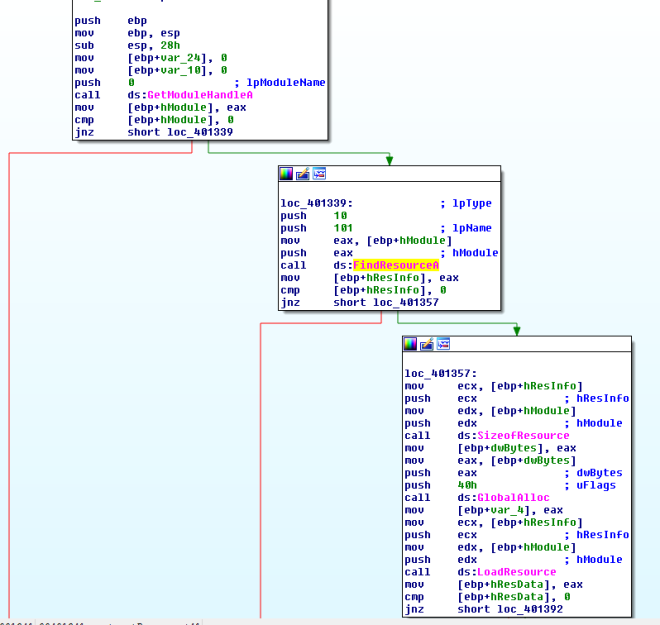 push ebp
mov ebp, esp
sub esp, 28h
mov [ebp+var_24], 0
mov [ebp+var_10], 0
push 0 ; lpModuleName
call ds:GetModuleHandleA
mov [ebp+hModule], eax
cmp [ebp+hModule], 0
jnz short loc_401339
loc_401339: ; lpType
push 10
push 101 ; lpName
mov eax, [ebp+hModule]
push eax ; hModule
call ds:FindResourceA
mov [ebp+hResInfo], eax
cmp [ebp+hResInfo], 0
jnz short loc_401357
loc_401357:
mov ecx, [ebp+hResInfo]
push ecx ; hResInfo
mov edx, [ebp+hModule]
push edx ; hModule
call ds:SizeofResource
mov [ebp+dwBytes], eax
mov eax, [ebp+dwBytes]
push eax ; dwBytes
push 40h ; uFlags
call ds:GlobalAlloc
mov [ebp+var_4], eax
mov ecx, [ebp+hResInfo]
push ecx ; hResInfo
mov edx, [ebp+hModule]
push edx ; hModule
call ds:LoadResource
mov [ebp+hResData], eax
cmp [ebp+hResData], 0
jnz short loc_401392